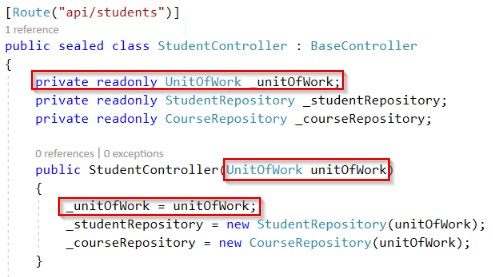 [Route("api/students")]
1 reference
public sealed class StudentController : BaseController
{
private readonly UnitOfWork _unitOfWork;
private readonly StudentRepository _studentRepository;
private readonly CourseRepository _courseRepository;
0 references | 0 exceptions
public StudentController(UnitOfWork unitOfWork)
{
_unitOfWork = unitOfWork;
_studentRepository = new StudentRepository(unitOfWork);
_courseRepository = new CourseRepository(unitOfWork);
}